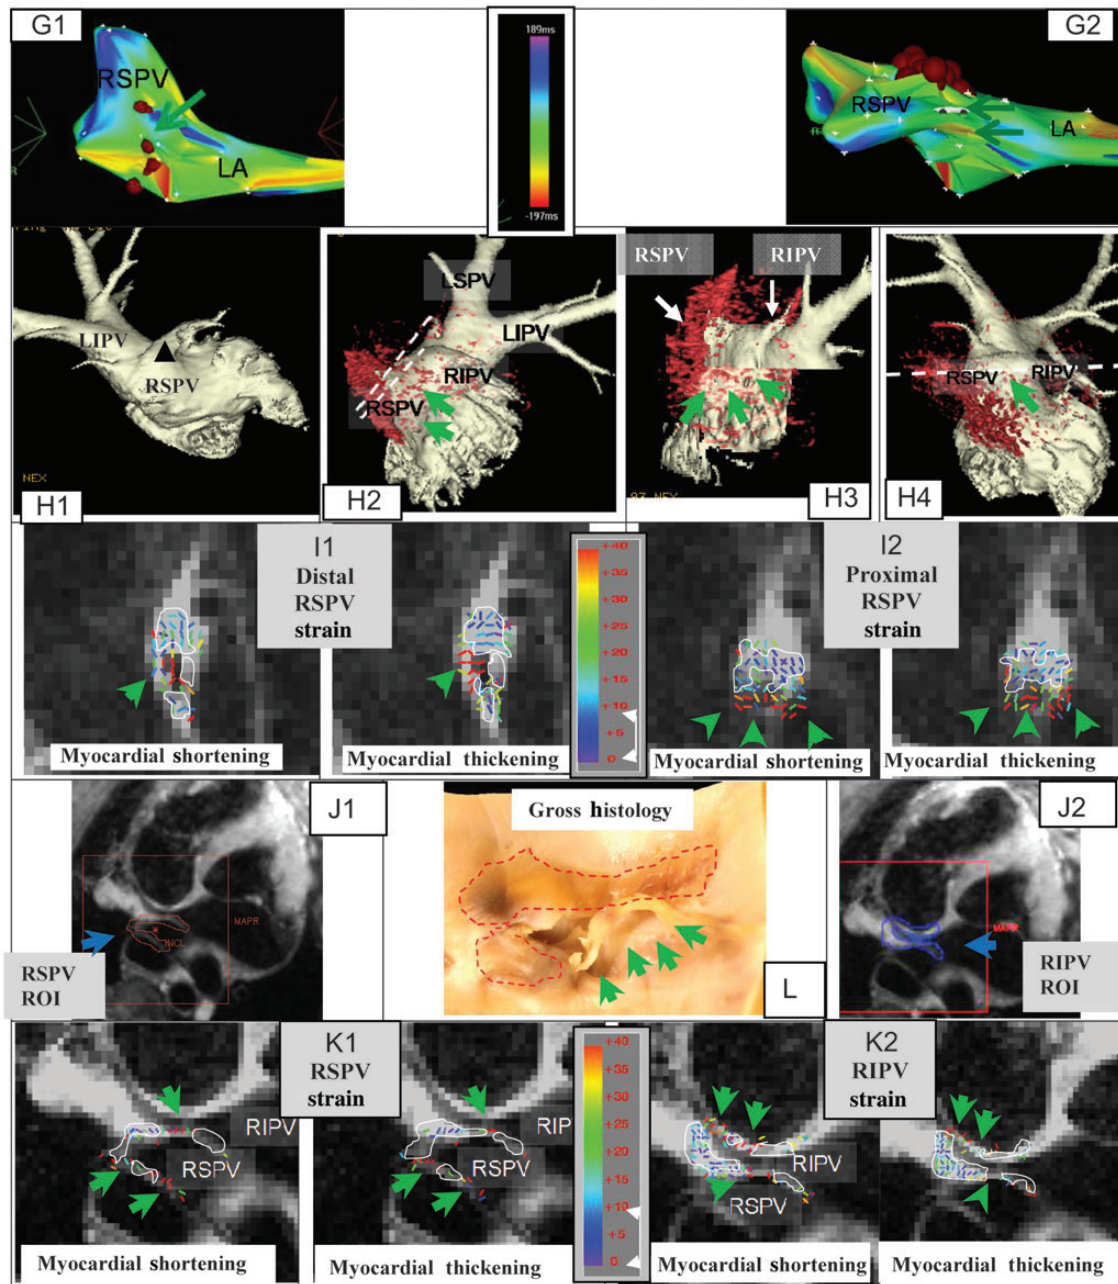 G1
RSPV
LA
189ms
-197ms
G2
RSPV
LA
LIPV
RSPV
NEX
H1
LSPV
LIPV
RIPV
RSPV
H2
RSPV
RIPV
H3
RSPV
RIPV
H4
I1
Distal
RSPV
strain
Myocardial shortening
Myocardial thickening
+40
+35
+30
+25
+20
+15
+10
+5
0
I2
Proximal
RSPV
strain
Myocardial shortening
Myocardial thickening
J1
MAPR
INCL
RSPV
ROI
Gross histology
L
J2
MAPR
RIPV
ROI
K1
RSPV
strain
RIPV
RSPV
Myocardial shortening
RIPV
RSPV
Myocardial thickening
+40
+35
+30
+25
+20
+15
+10
+5
0
K2
RIPV
strain
RIPV
RSPV
Myocardial shortening
Myocardial thickening